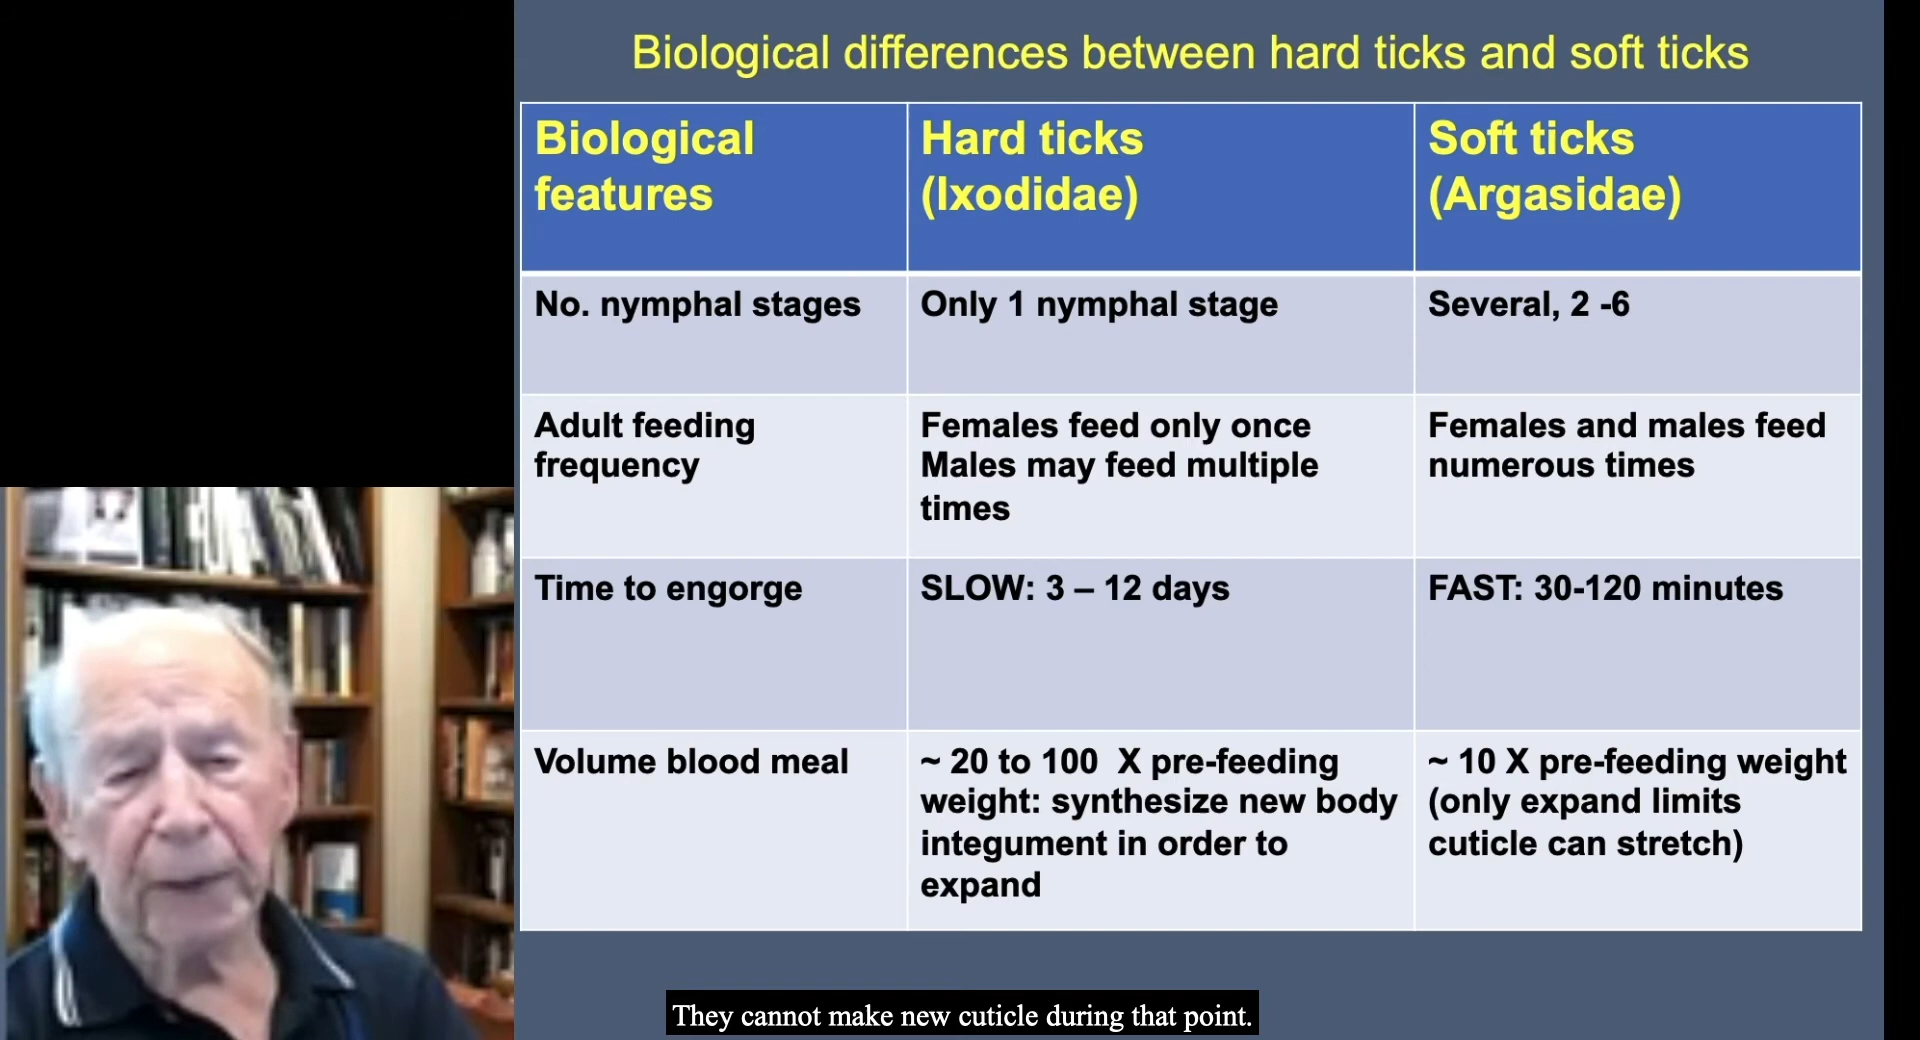 Biological differences between hard ticks and soft ticks
Biological
features
Hard ticks
(Ixodidae)
Soft ticks
(Argasidae)
No. nymphal stages
Only 1 nymphal stage
Several, 2 -6
Adult feeding
frequency
Females feed only once
Males may feed multiple
times
Females and males feed
numerous times
Time to engorge
SLOW: 3 – 12 days
FAST: 30-120 minutes
Volume blood meal
~ 20 to 100  X pre-feeding
weight: synthesize new body
integument in order to
expand
~ 10 X pre-feeding weight
(only expand limits
cuticle can stretch)
They cannot make new cuticle during that point.